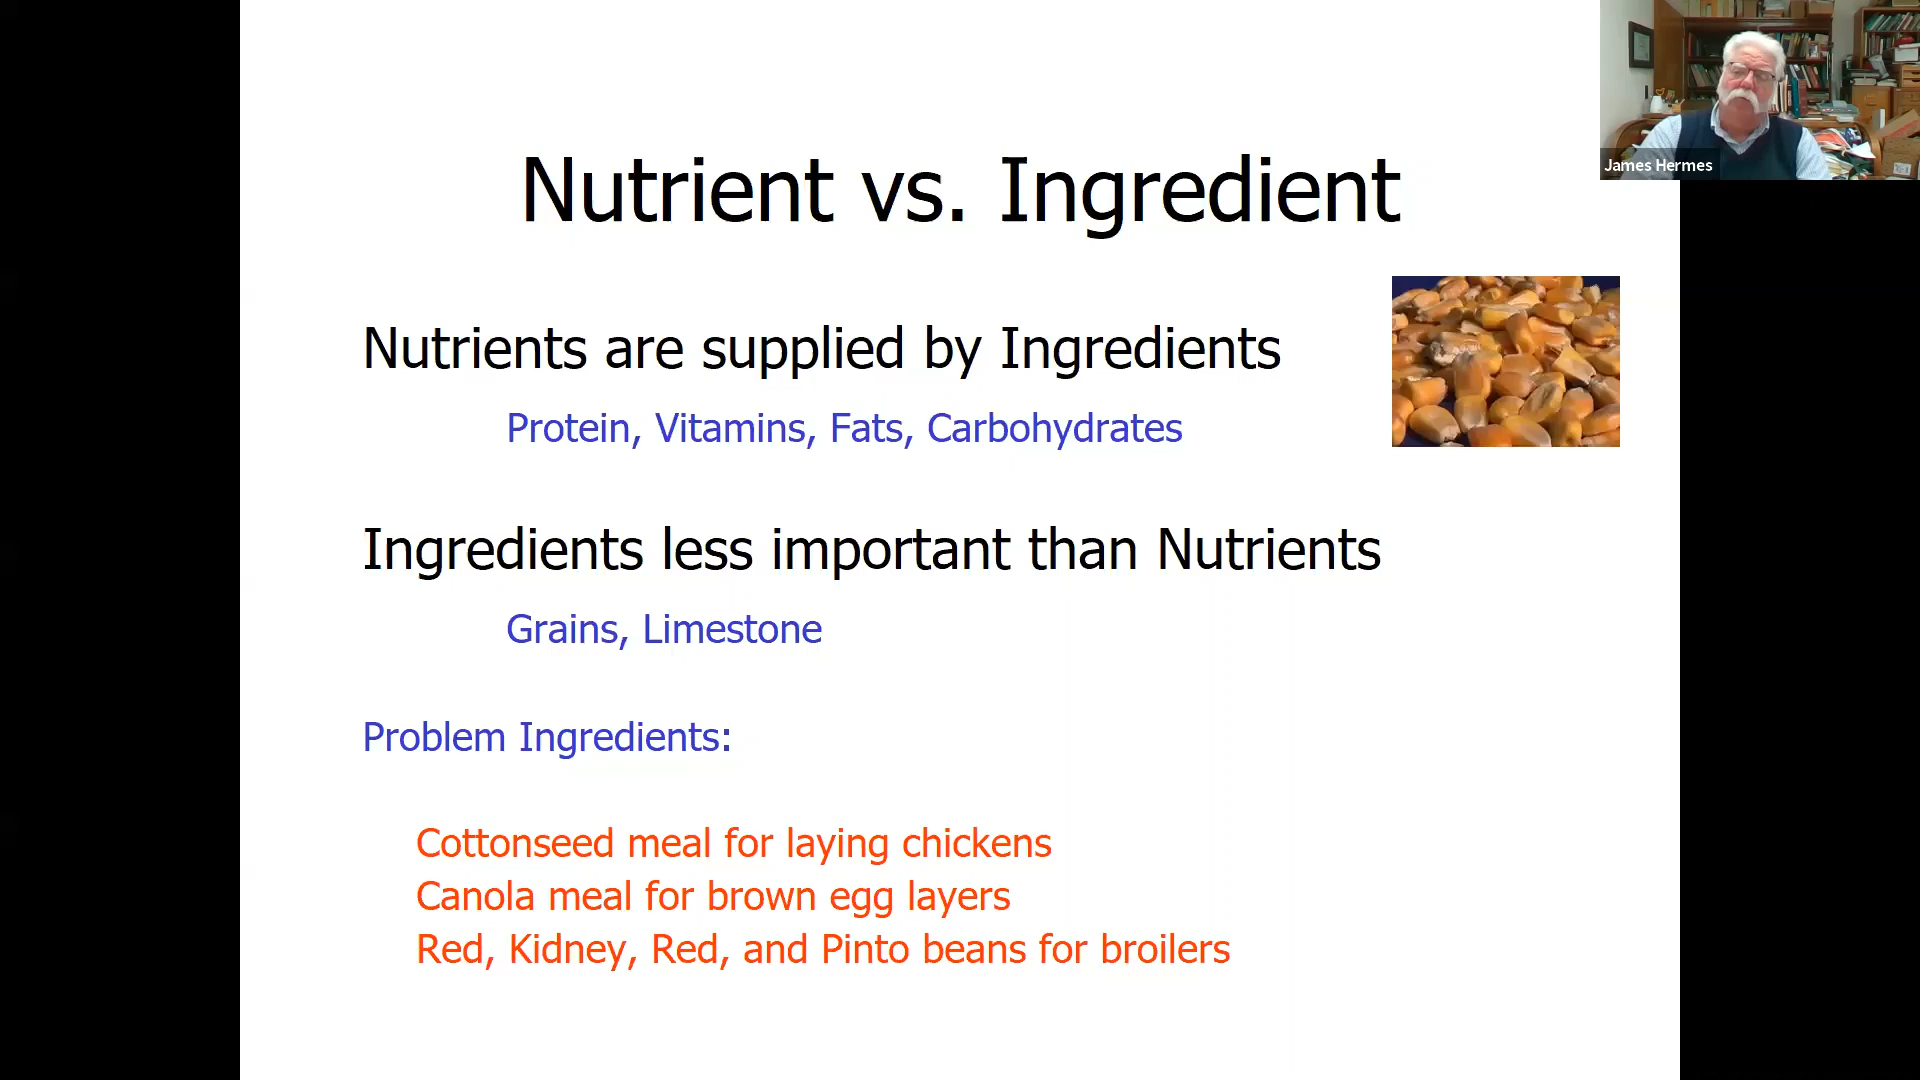 Nutrient vs. Ingredient
James Hermes
Nutrients are supplied by Ingredients
Protein, Vitamins, Fats, Carbohydrates
Ingredients less important than Nutrients
Grains, Limestone
Problem Ingredients:
Cottonseed meal for laying chickens
Canola meal for brown egg layers
Red, Kidney, Red, and Pinto beans for broilers